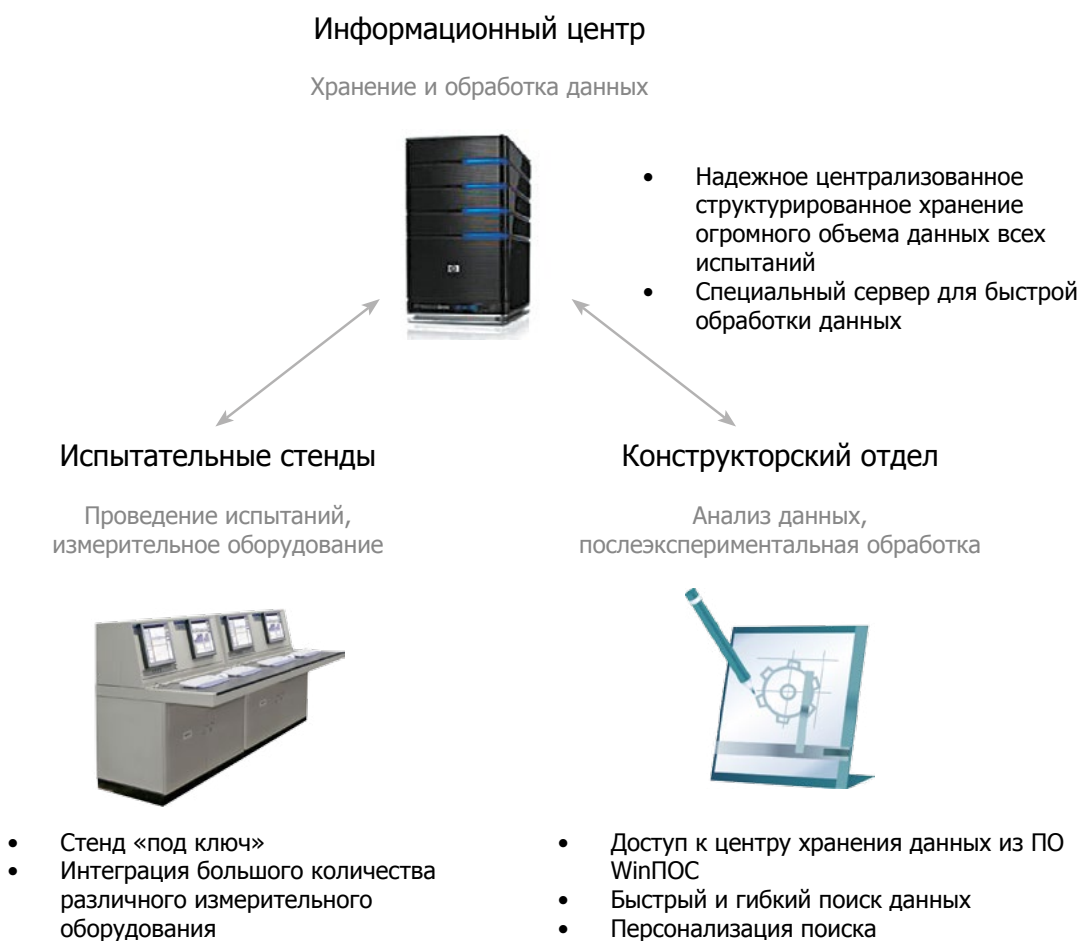 Информационный центр
Хранение и обработка данных
• Надежное централизованное
структурированное хранение
огромного объема данных всех
испытаний
• Специальный сервер для быстрой
обработки данных
Испытательные стенды
Проведение испытаний,
измерительное оборудование
• Стенд «под ключ»
• Интеграция большого количества
различного измерительного
оборудования
Конструкторский отдел
Анализ данных,
послеэкспериментальная обработка
• Доступ к центру хранения данных из ПО
WinПОС
• Быстрый и гибкий поиск данных
• Персонализация поиска